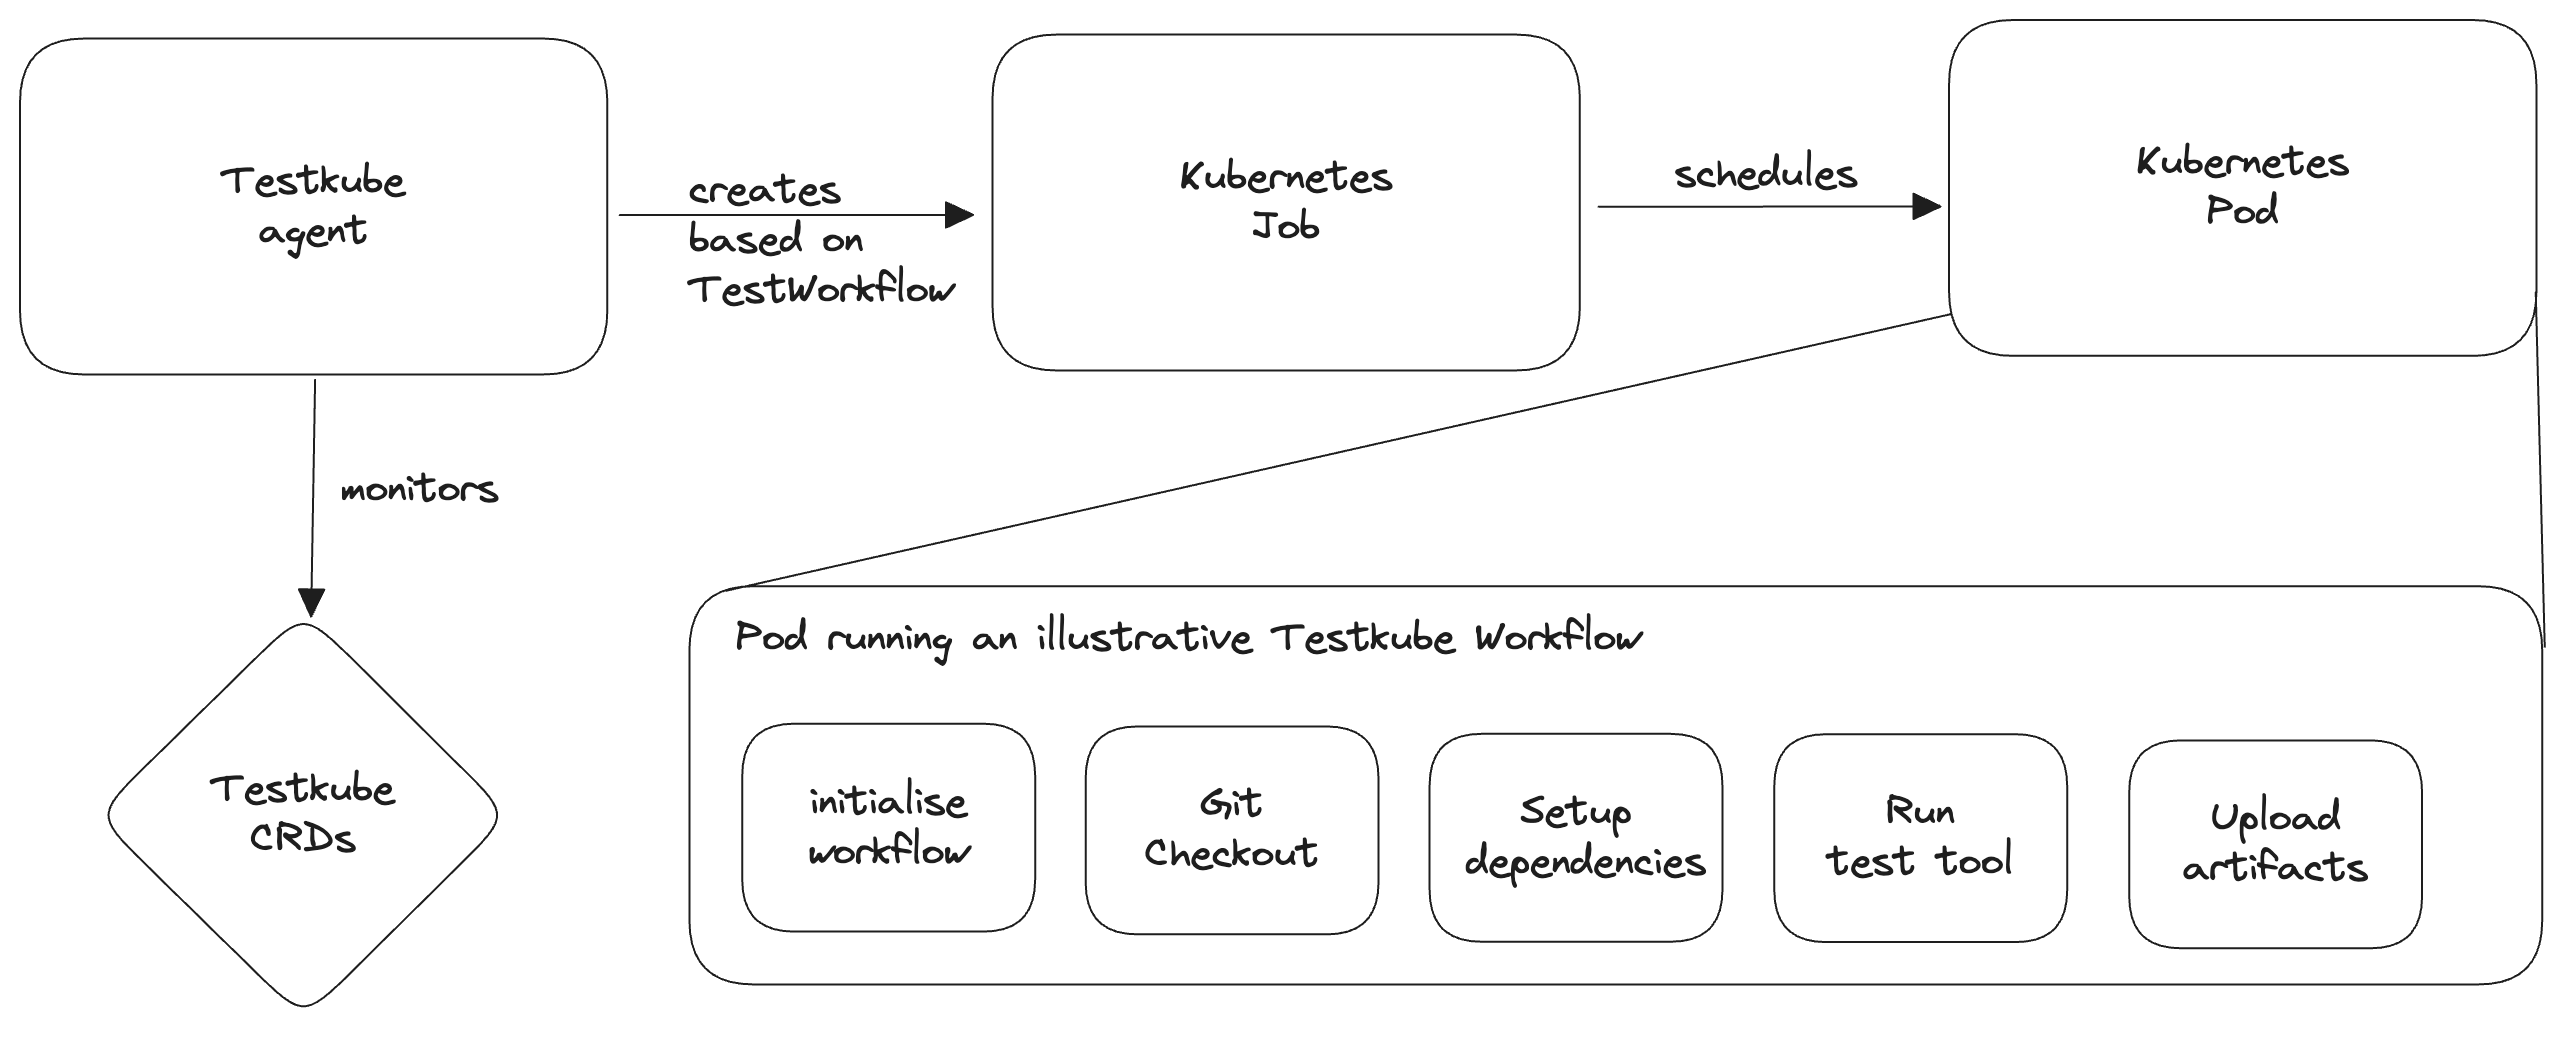 Testkube
agent
creates
based on
TestWorkflow
Kubernetes
Job
schedules
Kubernetes
Pod
monitors
Testkube
CRDs
Pod running an illustrative Testkube Workflow
initialise
workflow
Git
Checkout
Setup
dependencies
Run
test tool
Upload
artifacts